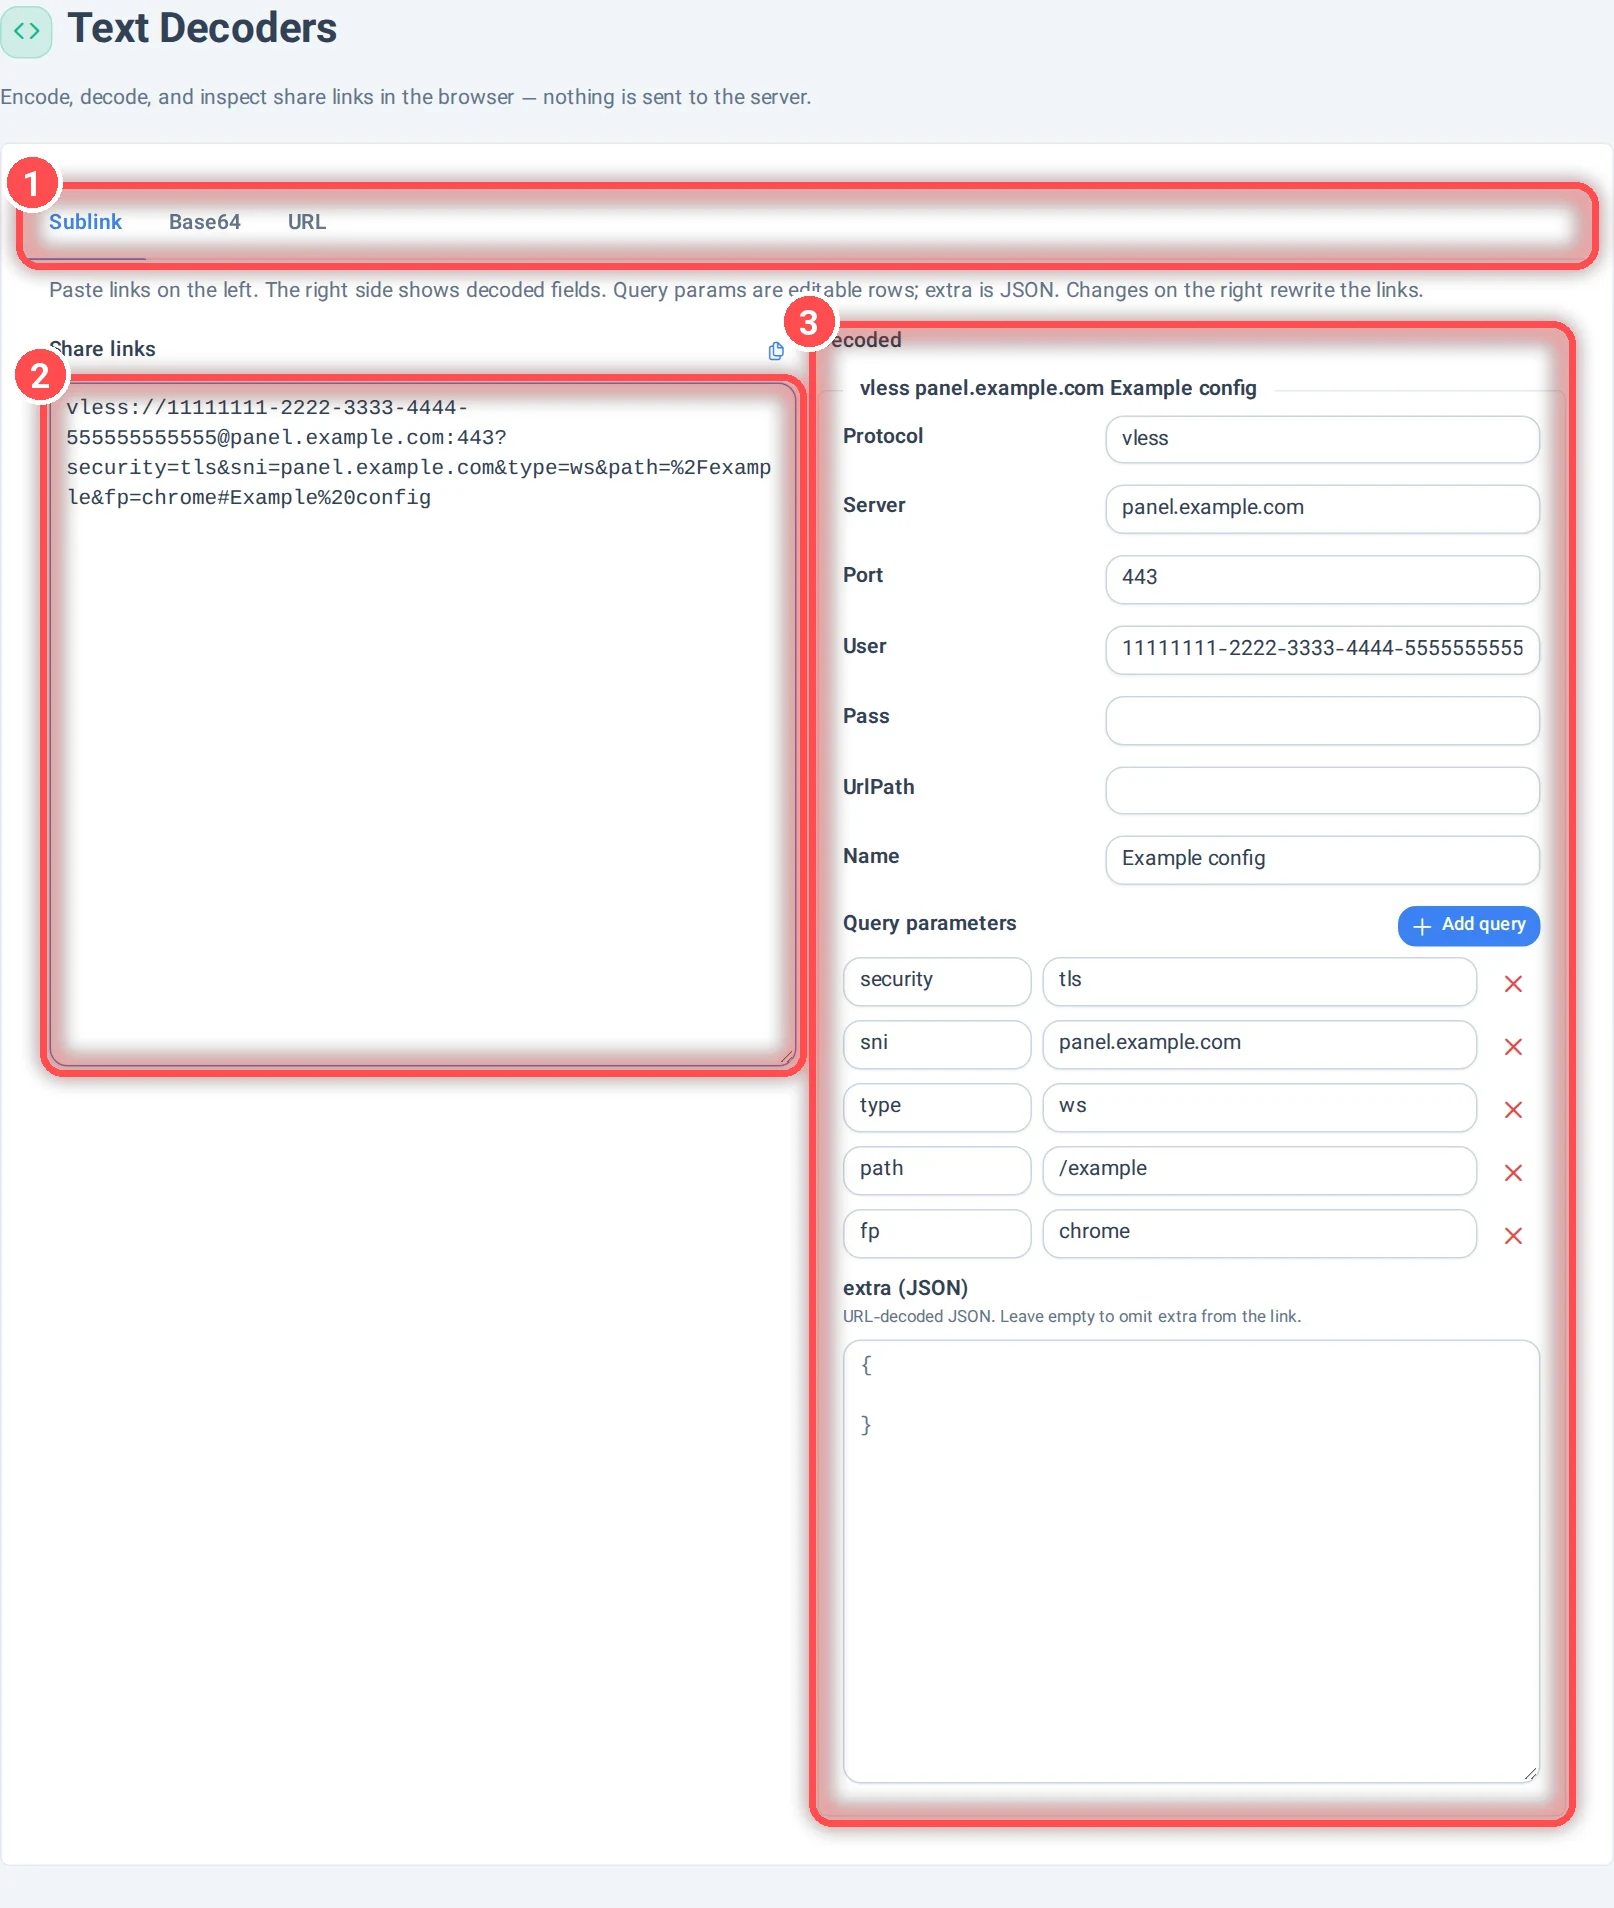 Text Decoders
Encode, decode, and inspect share links in the browser — nothing is sent to the server.
1
Sublink Base64 URL
Paste links on the left. The right side shows decoded fields. Query params are editable rows; extra is JSON. Changes on the right rewrite the links.
Share links
2
vless://11111111-2222-3333-4444-
555555555555@panel.example.com:443?
security=tls&sni=panel.example.com&type=ws&path=%2Fexamp
le&fp=chrome#Example%20config
3
ecoded
vless panel.example.com Example config
Protocol vless
Server panel.example.com
Port 443
User 11111111-2222-3333-4444-5555555555
Pass
UrlPath
Name Example config
Query parameters Add query
security tls
sni panel.example.com
type ws
path /example
fp chrome
extra (JSON)
URL-decoded JSON. Leave empty to omit extra from the link.
{
}